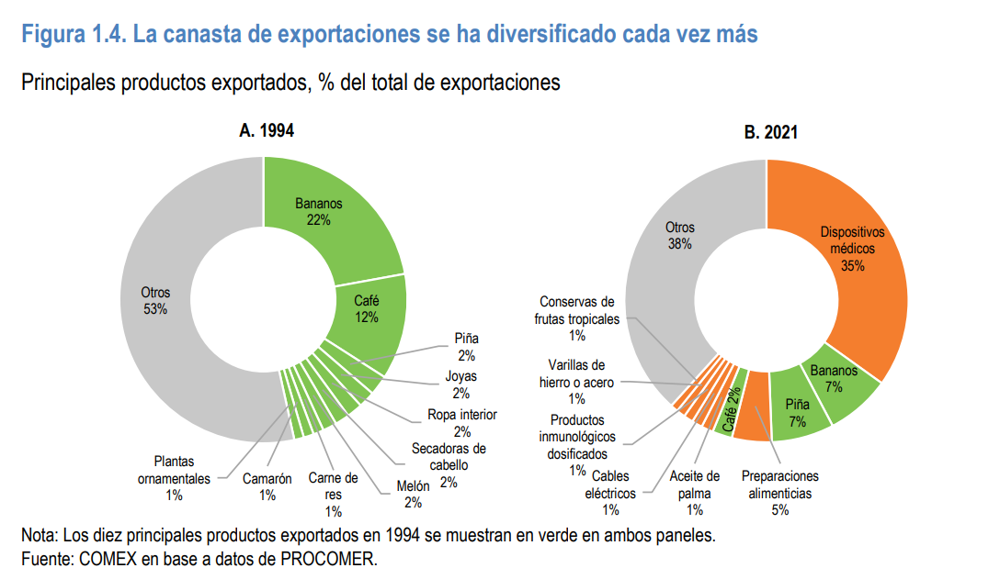 Figura 1.4. La canasta de exportaciones se ha diversificado cada vez más
Principales productos exportados, % del total de exportaciones
A. 1994
Bananos
22%
Café
12%
Piña
2%
Joyas
2%
Ropa interior
2%
Secadoras de
cabello
2%
Melón
2%
Carne de
res
1%
Camarón
1%
Plantas
ornamentales
1%
Otros
53%
B. 2021
Dispositivos
médicos
35%
Bananos
7%
Piña
7%
Preparaciones
alimenticias
5%
Café 2%
Aceite de
palma
1%
Cables
eléctricos
1%
Productos
inmunológicos
dosificados
1%
Varillas de
hierro o acero
1%
Conservas de
frutas tropicales
1%
Otros
38%
Nota: Los diez principales productos exportados en 1994 se muestran en verde en ambos paneles.
Fuente: COMEX en base a datos de PROCOMER.